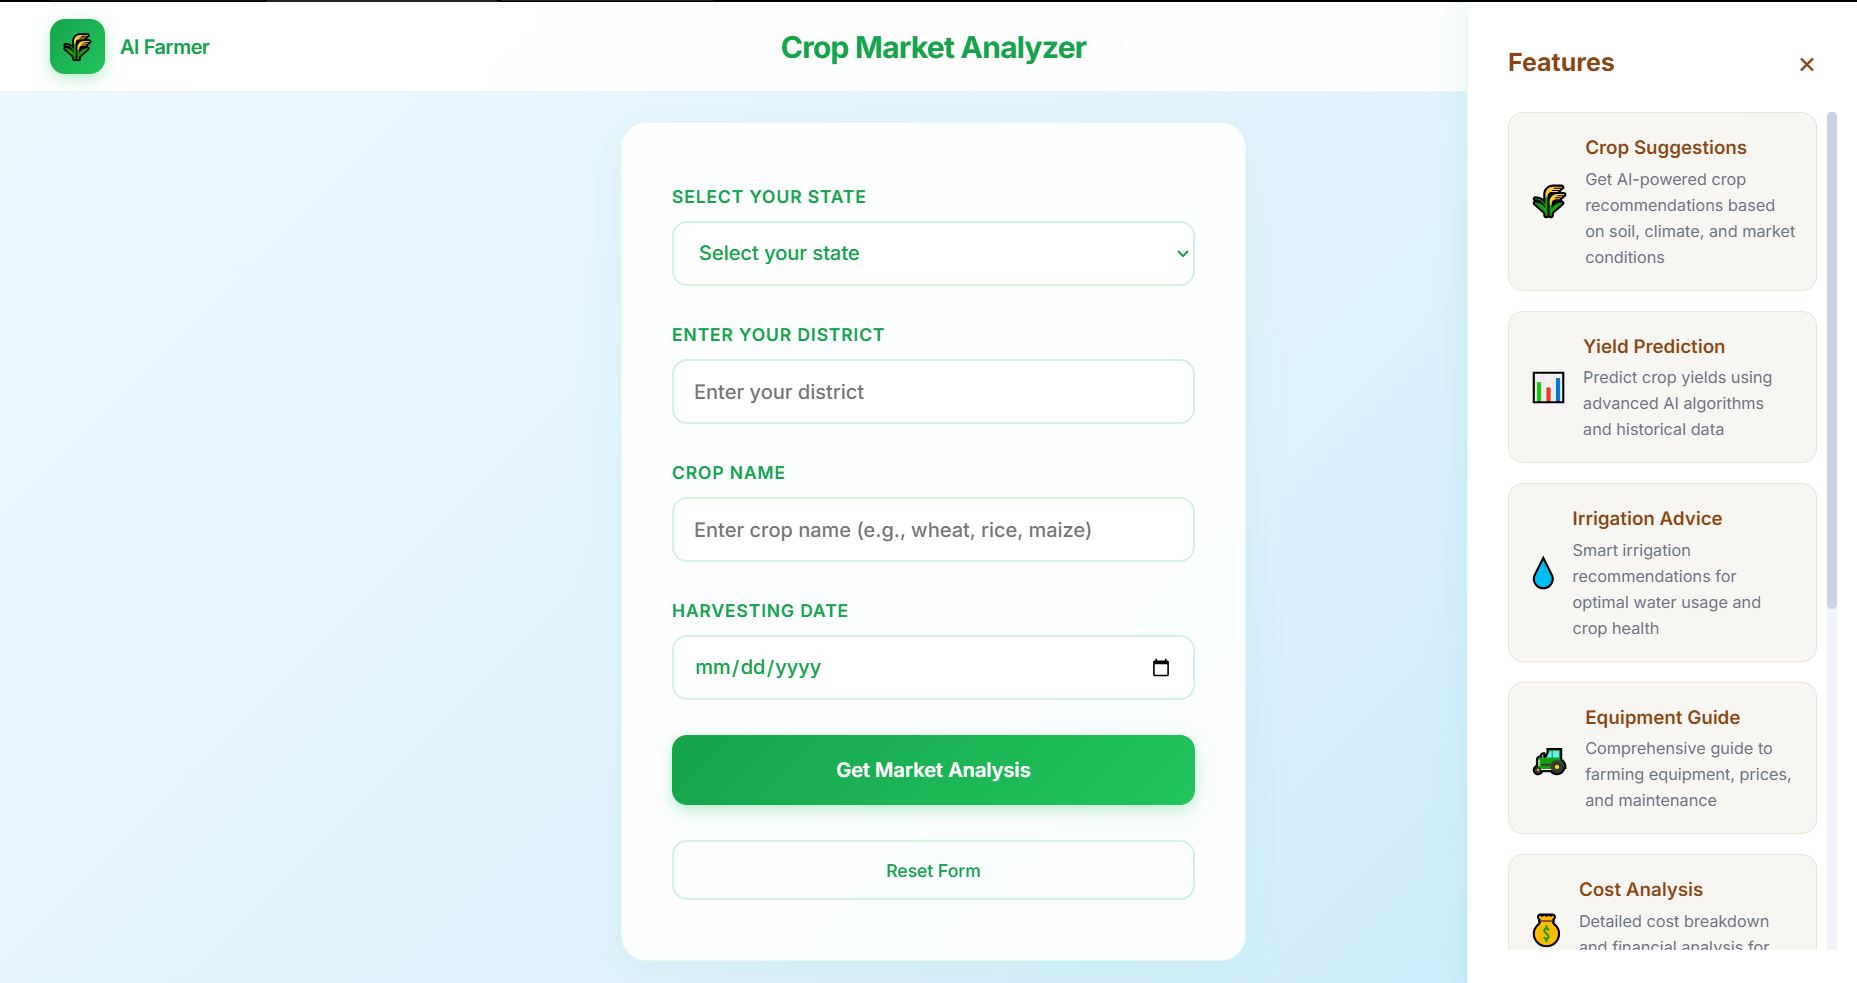 AI Farmer
Crop Market Analyzer
SELECT YOUR STATE
Select your state
ENTER YOUR DISTRICT
Enter your district
CROP NAME
Enter crop name (e.g., wheat, rice, maize)
HARVESTING DATE
mm/dd/yyyy
Get Market Analysis
Reset Form
Features
×
Crop Suggestions
Get AI-powered crop
recommendations based
on soil, climate, and market
conditions
Yield Prediction
Predict crop yields using
advanced AI algorithms
and historical data
Irrigation Advice
Smart irrigation
recommendations for
optimal water usage and
crop health
Equipment Guide
Comprehensive guide to
farming equipment, prices,
and maintenance
Cost Analysis
Detailed cost breakdown
and financial analysis for